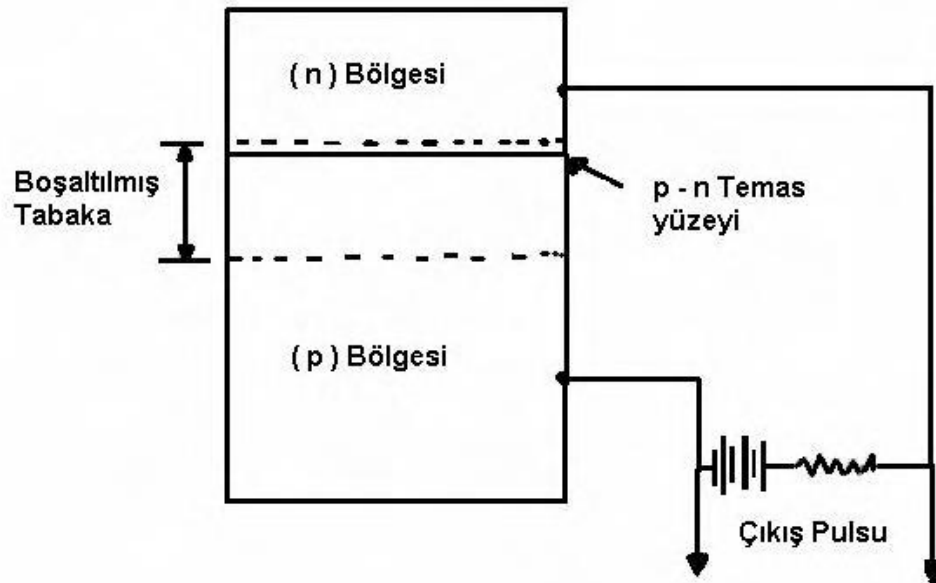 ( n ) Bölgesi
Boşaltılmış
Tabaka
p - n Temas
yüzeyi
( p ) Bölgesi
Çıkış Pulsu